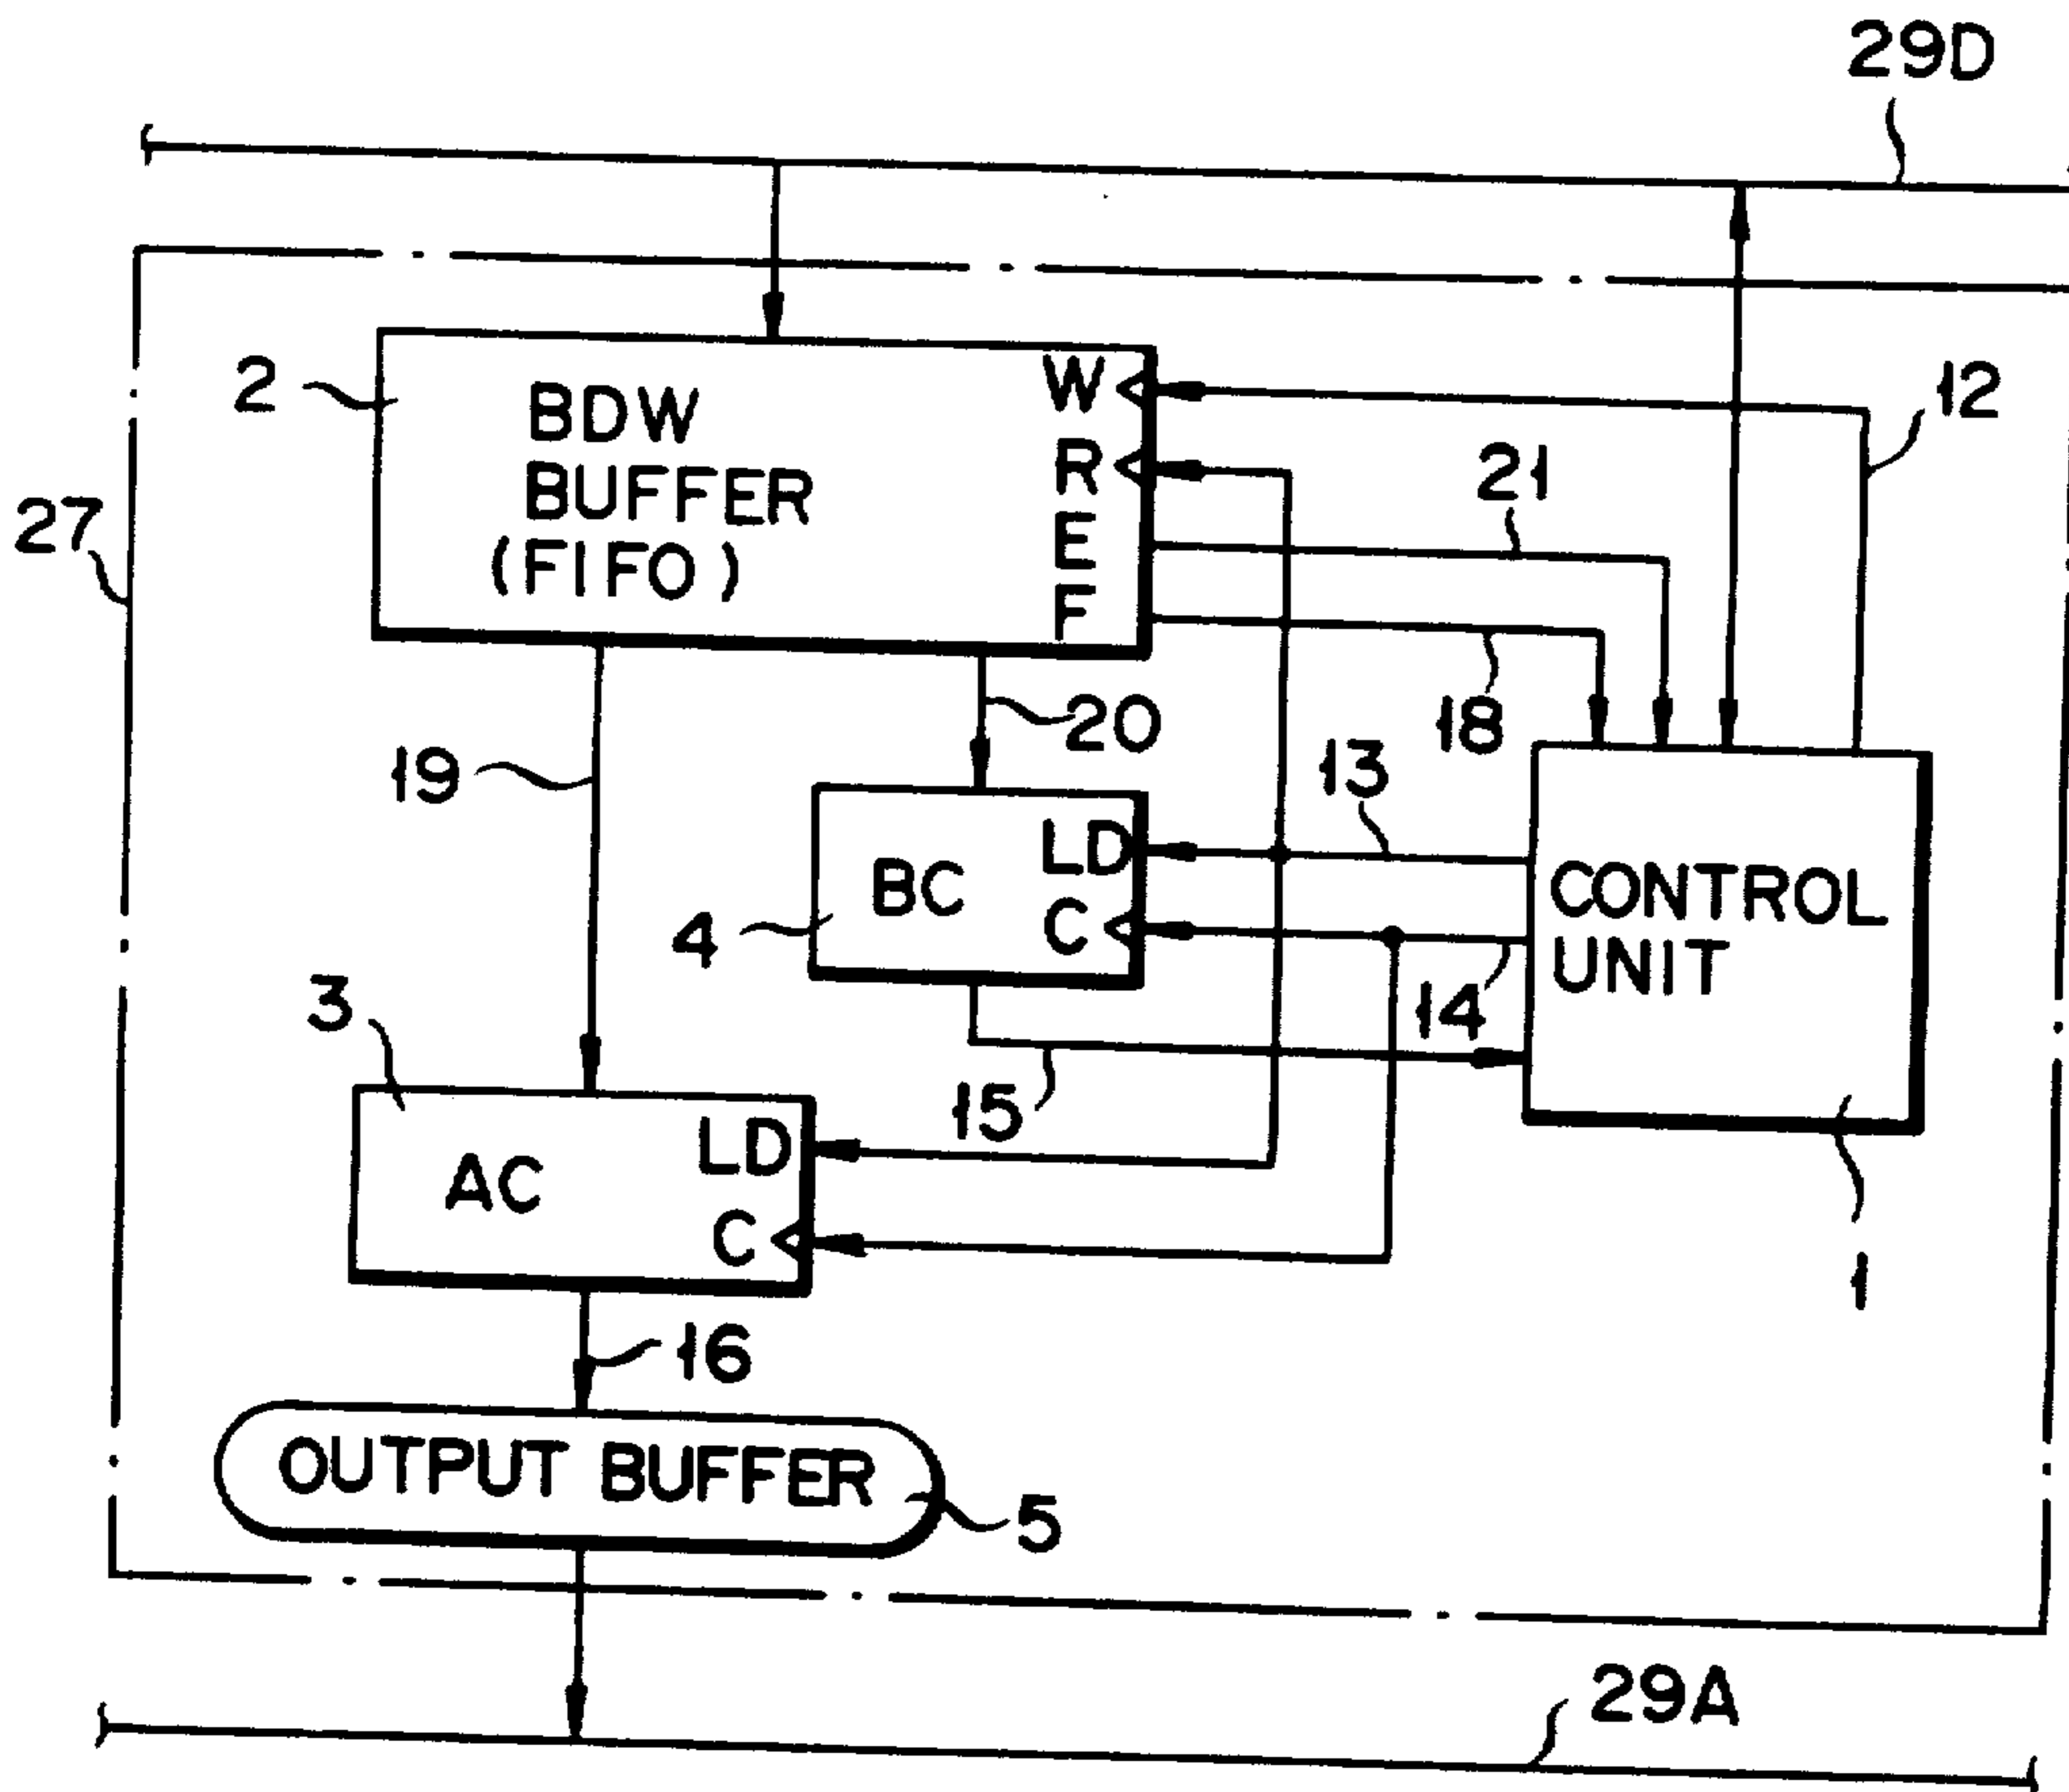 29D
2
BDW
BUFFER
(FIFO)
W
R
E
F
12
21
27
18
20
19
13
BC
LD
C
4
CONTROL
UNIT
14
3
15
AC
LD
C
1
16
OUTPUT BUFFER
5
29A